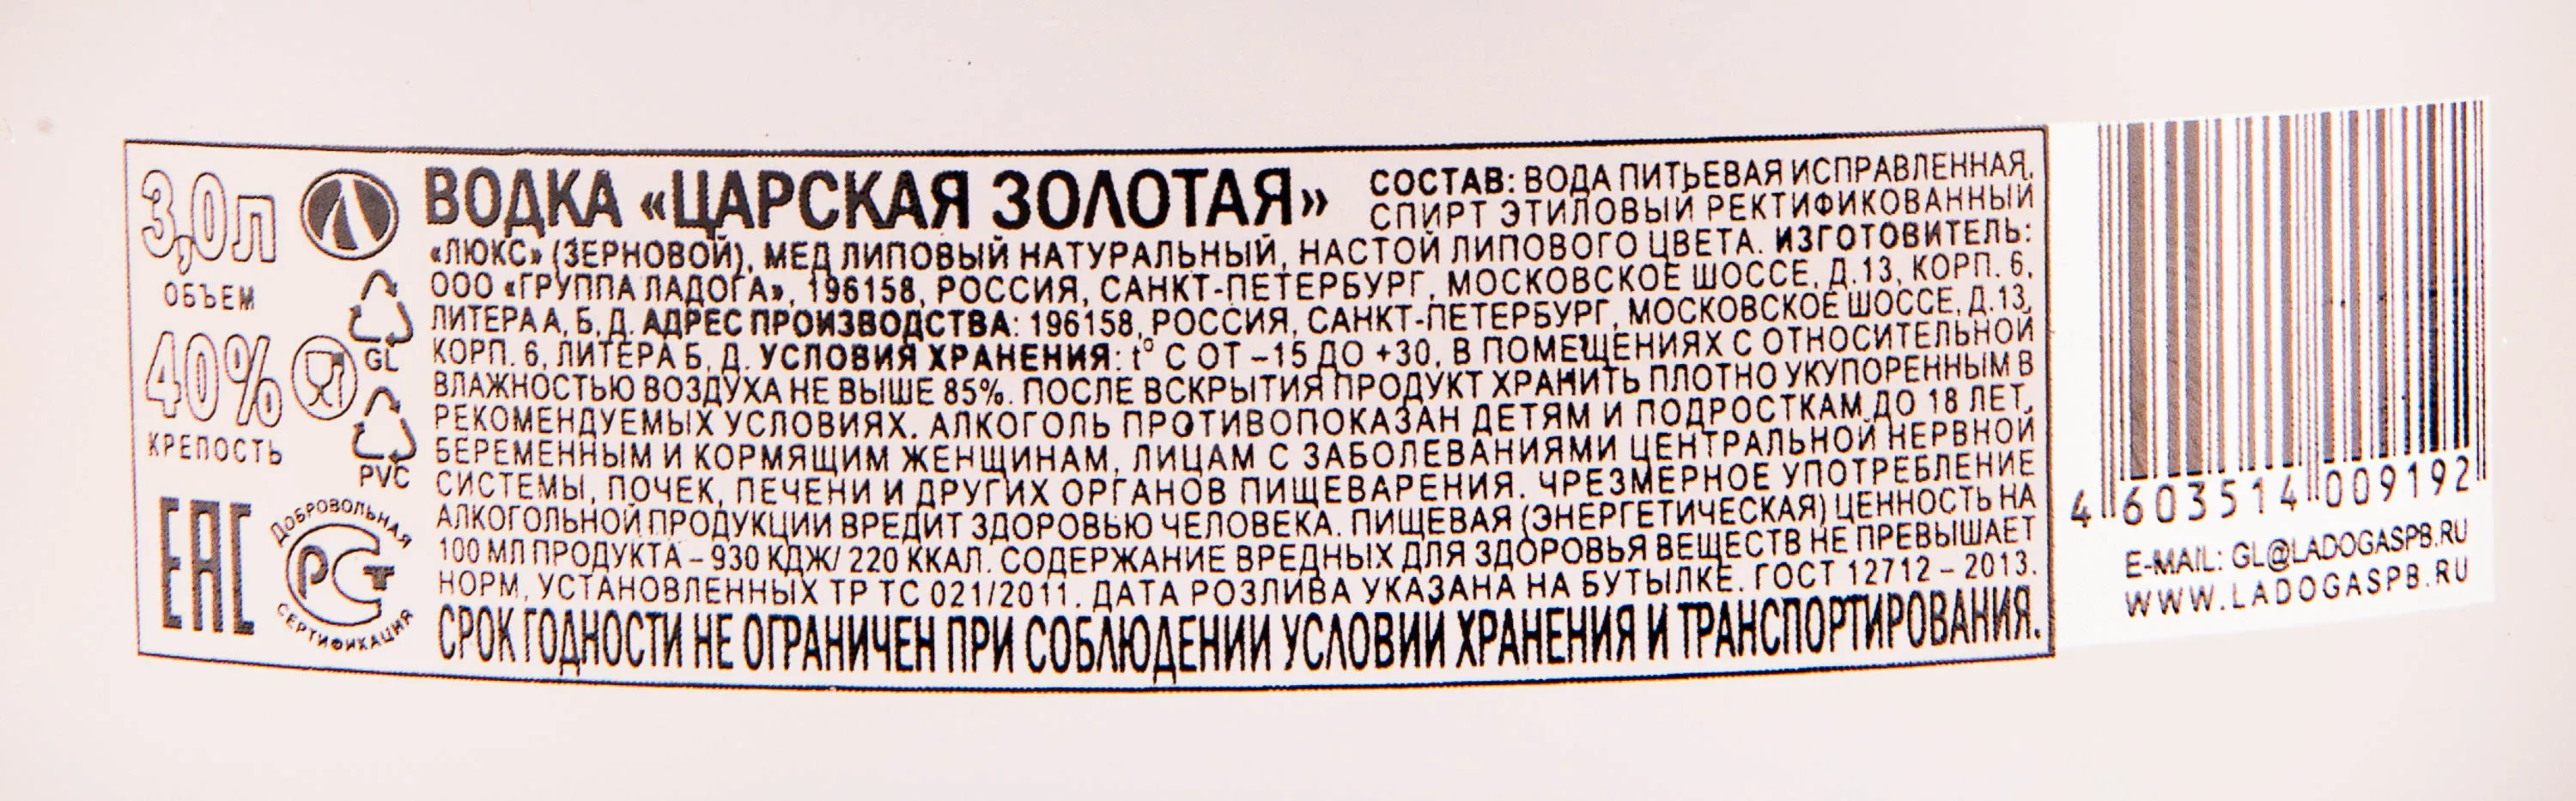 3,0л
ОБЪЕМ
40%
КРЕПОСТЬ
GL
PVC
EAC
ДОБРОВОЛЬНАЯ
РСТ
СЕРТИФИКАЦИЯ
ВОДКА «ЦАРСКАЯ ЗОЛОТАЯ» СОСТАВ: ВОДА ПИТЬЕВАЯ ИСПРАВЛЕННАЯ,
СПИРТ ЭТИЛОВЫЙ РЕКТИФИКОВАННЫЙ
«ЛЮКС» (ЗЕРНОВОЙ), МЕД ЛИПОВЫЙ НАТУРАЛЬНЫЙ, НАСТОЙ ЛИПОВОГО ЦВЕТА. ИЗГОТОВИТЕЛЬ:
ООО «ГРУППА ЛАДОГА», 196158, РОССИЯ, САНКТ-ПЕТЕРБУРГ, МОСКОВСКОЕ ШОССЕ, Д.13, КОРП. 6,
ЛИТЕРА А, Б, Д. АДРЕС ПРОИЗВОДСТВА: 196158, РОССИЯ, САНКТ-ПЕТЕРБУРГ, МОСКОВСКОЕ ШОССЕ, Д.13,
КОРП. 6, ЛИТЕРА Б, Д. УСЛОВИЯ ХРАНЕНИЯ: t° С ОТ –15 ДО +30, В ПОМЕЩЕНИЯХ С ОТНОСИТЕЛЬНОЙ
ВЛАЖНОСТЬЮ ВОЗДУХА НЕ ВЫШЕ 85%. ПОСЛЕ ВСКРЫТИЯ ПРОДУКТ ХРАНИТЬ ПЛОТНО УКУПОРЕННЫМ В
РЕКОМЕНДУЕМЫХ УСЛОВИЯХ. АЛКОГОЛЬ ПРОТИВОПОКАЗАН ДЕТЯМ И ПОДРОСТКАМ ДО 18 ЛЕТ,
БЕРЕМЕННЫМ И КОРМЯЩИМ ЖЕНЩИНАМ, ЛИЦАМ С ЗАБОЛЕВАНИЯМИ ЦЕНТРАЛЬНОЙ НЕРВНОЙ
СИСТЕМЫ, ПОЧЕК, ПЕЧЕНИ И ДРУГИХ ОРГАНОВ ПИЩЕВАРЕНИЯ. ЧРЕЗМЕРНОЕ УПОТРЕБЛЕНИЕ
АЛКОГОЛЬНОЙ ПРОДУКЦИИ ВРЕДИТ ЗДОРОВЬЮ ЧЕЛОВЕКА. ПИЩЕВАЯ (ЭНЕРГЕТИЧЕСКАЯ) ЦЕННОСТЬ НА
100 МЛ ПРОДУКТА – 930 КДЖ/ 220 ККАЛ. СОДЕРЖАНИЕ ВРЕДНЫХ ДЛЯ ЗДОРОВЬЯ ВЕЩЕСТВ НЕ ПРЕВЫШАЕТ
НОРМ, УСТАНОВЛЕННЫХ ТР ТС 021/2011. ДАТА РОЗЛИВА УКАЗАНА НА БУТЫЛКЕ. ГОСТ 12712 – 2013.
СРОК ГОДНОСТИ НЕ ОГРАНИЧЕН ПРИ СОБЛЮДЕНИИ УСЛОВИИ ХРАНЕНИЯ И ТРАНСПОРТИРОВАНИЯ.
4 603514 009192
E-MAIL: GL@LADOGASPB.RU
WWW.LADOGASPB.RU